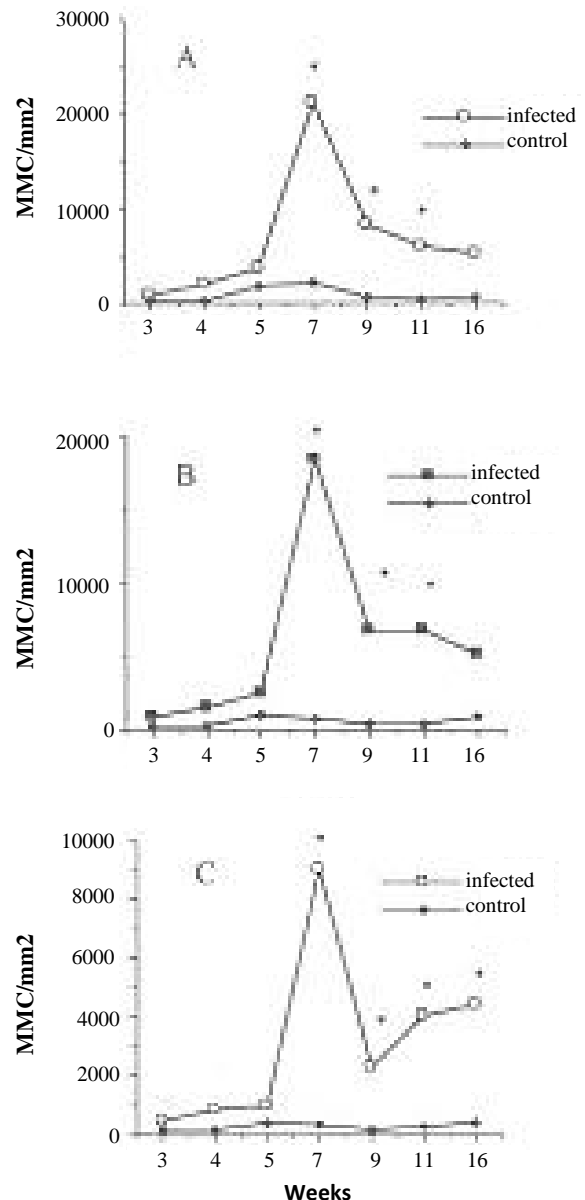 30000
A
20000
10000
0
MMC/mm2
infected
control
3 4 5 7 9 11 16
20000
B
10000
0
MMC/mm2
infected
control
3 4 5 7 9 11 16
10000
C
8000
6000
4000
2000
0
MMC/mm2
infected
control
3 4 5 7 9 11 16
Weeks